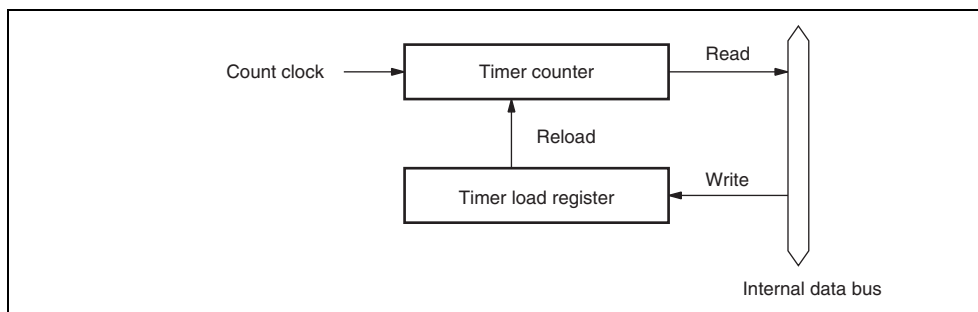 Read
Count clock
Timer counter
Reload
Write
Timer load register
Internal data bus